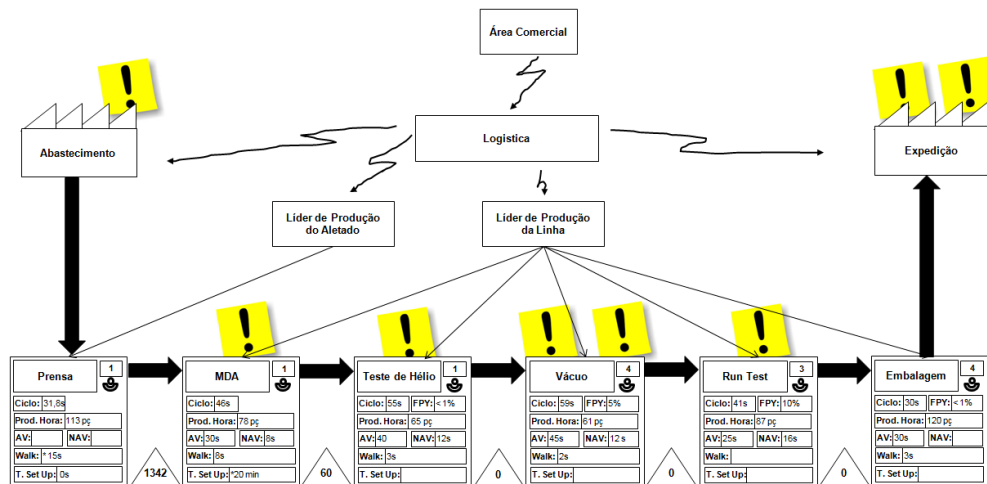 Área Comercial
Abastecimento
Logistica
Expedição
Líder de Produção
do Aletado
Líder de Produção
da Linha
Prensa
1
Ciclo: 31,8s
Prod. Hora: 113 pç
AV:
NAV:
Walk: *15s
T. Set Up: 0s
1342
MDA
1
Ciclo: 46s
Prod. Hora: 78 pç
AV: 30s
NAV: 8s
Walk: 8s
T. Set Up: *20 min
60
Teste de Hélio
1
Ciclo: 55s
FPY: <1%
Prod. Hora: 65 pç
AV: 40
NAV: 12s
Walk: 3s
T. Set Up:
0
Vácuo
4
Ciclo: 59s
FPY: 5%
Prod. Hora: 61 pç
AV: 45s
NAV: 12 s
Walk: 2s
T. Set Up:
0
Run Test
3
Ciclo: 41s
FPY: 10%
Prod. Hora: 87 pç
AV: 25s
NAV: 16s
Walk:
T. Set Up:
0
Embalagem
4
Ciclo: 30s
FPY: <1%
Prod. Hora: 120 pç
AV: 30s
NAV:
Walk: 3s
T. Set Up: